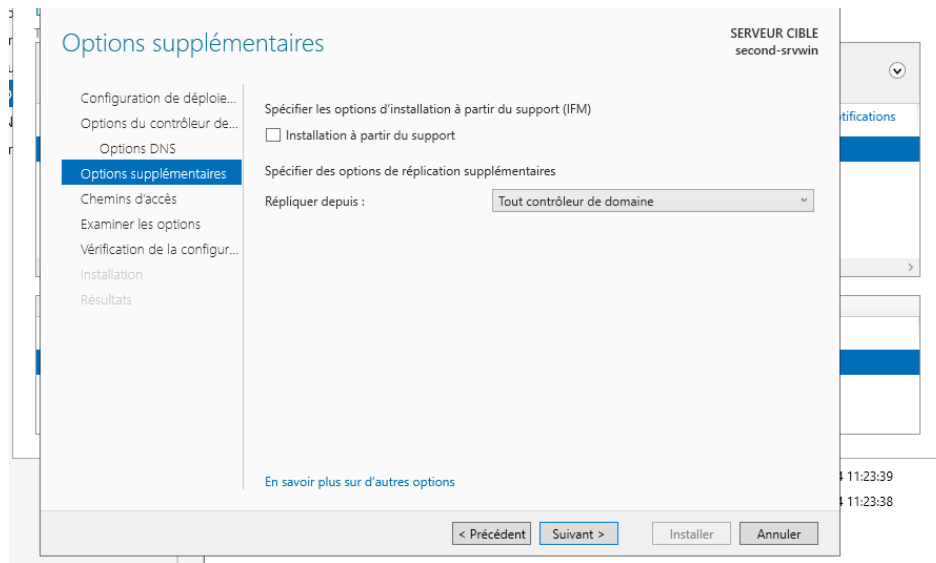 Options supplémentaires
SERVEUR CIBLE
second-srvwin
Configuration de déploie...
Options du contrôleur de...
Options DNS
Options supplémentaires
Chemins d'accès
Examiner les options
Vérification de la configur...
Installation
Résultats
Spécifier les options d'installation à partir du support (IFM)
Installation à partir du support
Spécifier des options de réplication supplémentaires
Répliquer depuis :
Tout contrôleur de domaine
En savoir plus sur d'autres options
< Précédent
Suivant >
Installer
Annuler
tifications
11:23:39
11:23:38